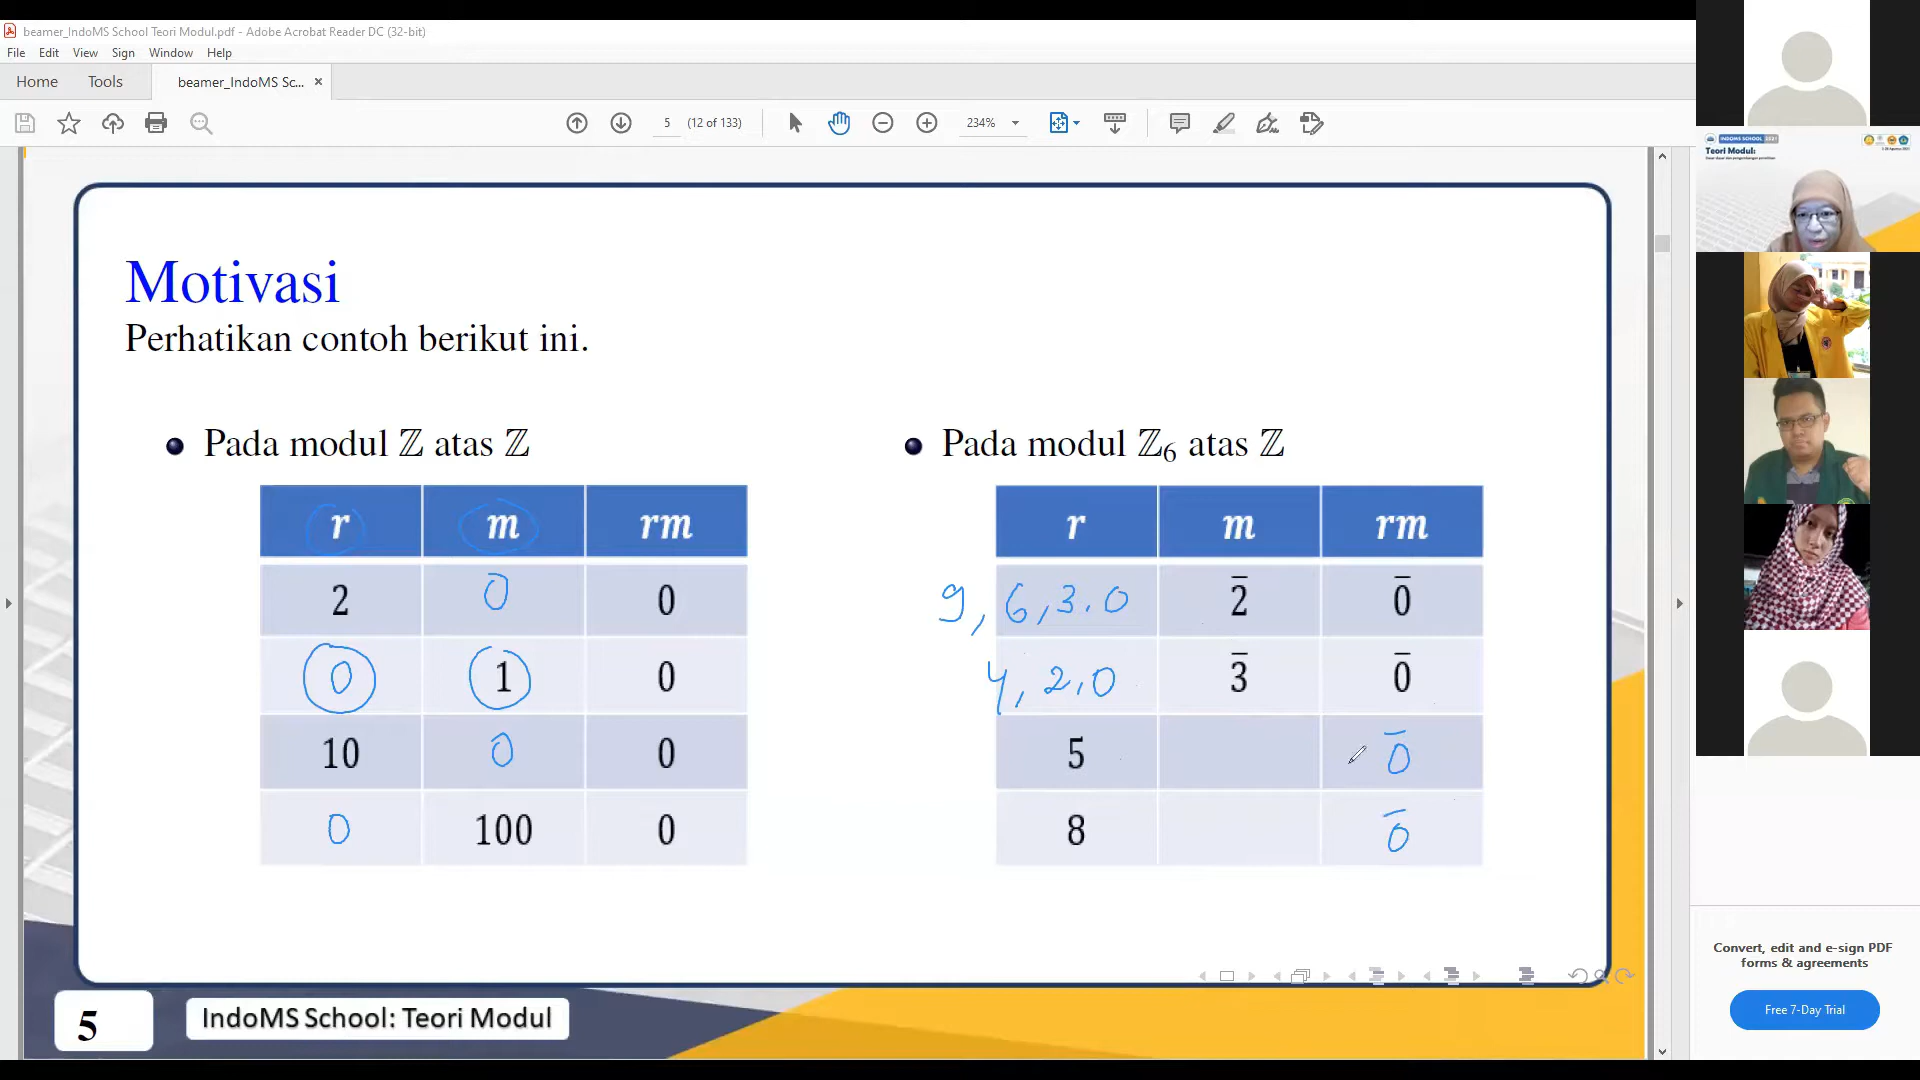 beamer_IndoMS School Teori Modul.pdf - Adobe Acrobat Reader DC (32-bit)
File Edit View Sign Window Help
Home Tools beamer_IndoMS Sc... ×
5 (12 of 133) 234%
Motivasi
Perhatikan contoh berikut ini.
Pada modul ℤ atas ℤ
r m rm
2 0 0
0 1 0
10 0 0
0 100 0
Pada modul ℤ₆ atas ℤ
r m rm
9, 6, 3. 0 2̅ 0̅
4, 2, 0 3̅ 0̅
5 0̅
8 0̅
5 IndoMS School: Teori Modul
INDOMS SCHOOL
Teori Modul:
Convert, edit and e-sign PDF
forms & agreements
Free 7-Day Trial